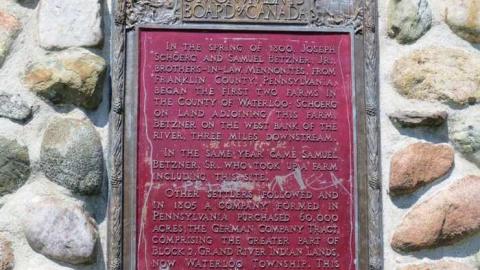 BOARD OF CANADA
IN THE SPRING OF 1800, JOSEPH
SCHOERG AND SAMUEL BETZNER, JR.,
BROTHERS-IN-LAW, MENNONITES, FROM
FRANKLIN COUNTY, PENNSYLVANIA,
BEGAN THE FIRST TWO FARMS IN
THE COUNTY OF WATERLOO: SCHOERG
ON LAND ADJOINING THIS FARM;
BETZNER ON THE WEST BANK OF THE
RIVER, THREE MILES DOWNSTREAM.
IN THE SAME YEAR CAME SAMUEL
BETZNER, SR., WHO TOOK UP A FARM
INCLUDING THIS SITE.
OTHER SETTLERS FOLLOWED AND
IN 1805 A COMPANY FORMED IN
PENNSYLVANIA PURCHASED 60,000
ACRES, THE GERMAN COMPANY TRACT,
COMPRISING THE GREATER PART OF
BLOCK 2, GRAND RIVER INDIAN LANDS,
NOW WATERLOO TOWNSHIP. THIS